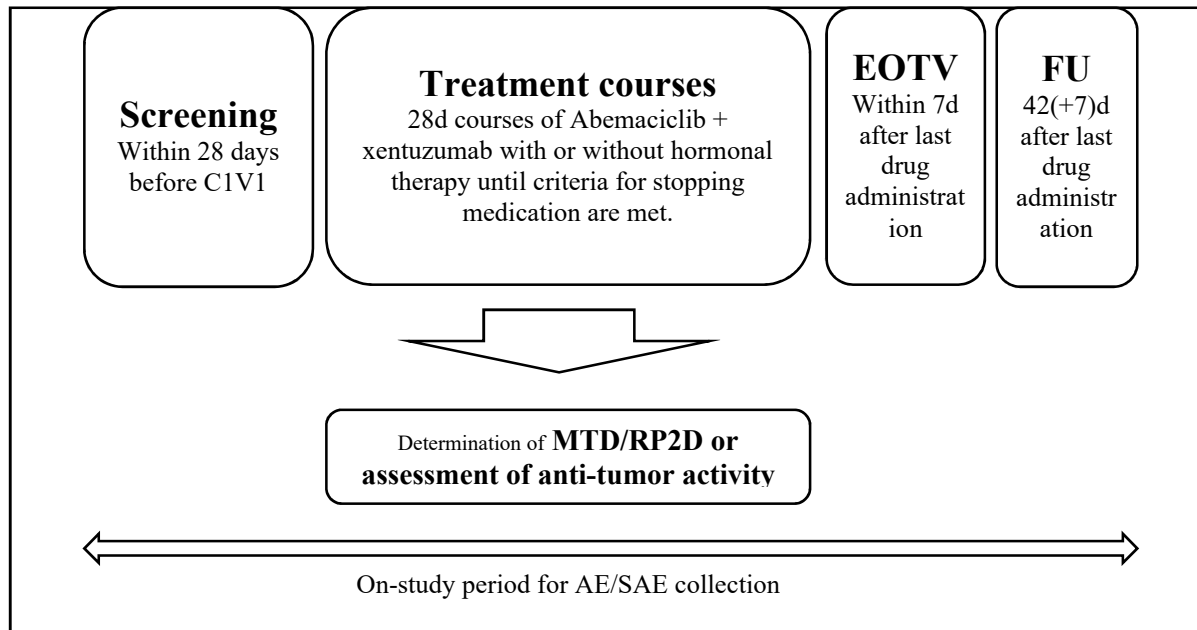 Screening
Within 28 days
before C1V1
Treatment courses
28d courses of Abemaciclib +
xentuzumab with or without hormonal
therapy until criteria for stopping
medication are met.
EOTV
Within 7d
after last
drug
administrat
ion
FU
42(+7)d
after last
drug
administr
ation
Determination of MTD/RP2D or
assessment of anti-tumor activity
On-study period for AE/SAE collection